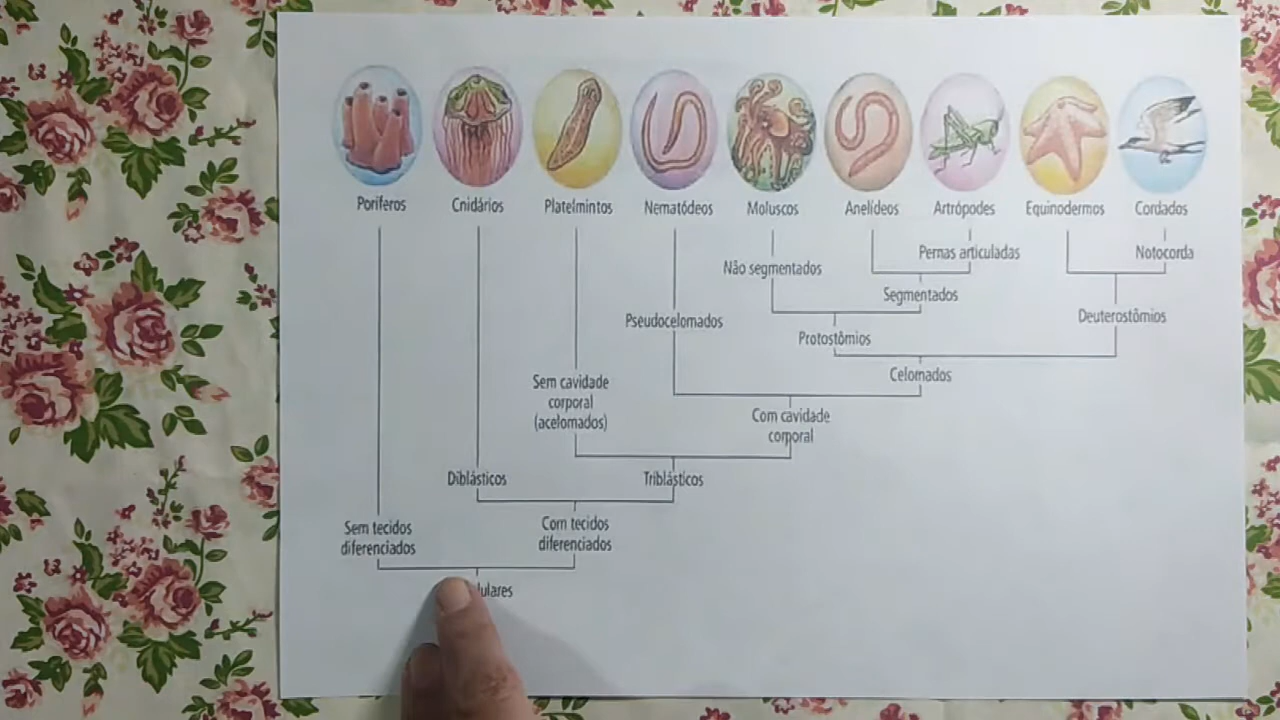 Poríferos
Cnidários
Platelmintos
Nematódeos
Moluscos
Anelídeos
Artrópodes
Equinodermos
Cordados
Pernas articuladas
Notocorda
Não segmentados
Segmentados
Pseudocelomados
Deuterostômios
Protostômios
Celomados
Sem cavidade
corporal
(acelomados)
Com cavidade
corporal
Diblásticos
Triblásticos
Sem tecidos
diferenciados
Com tecidos
diferenciados